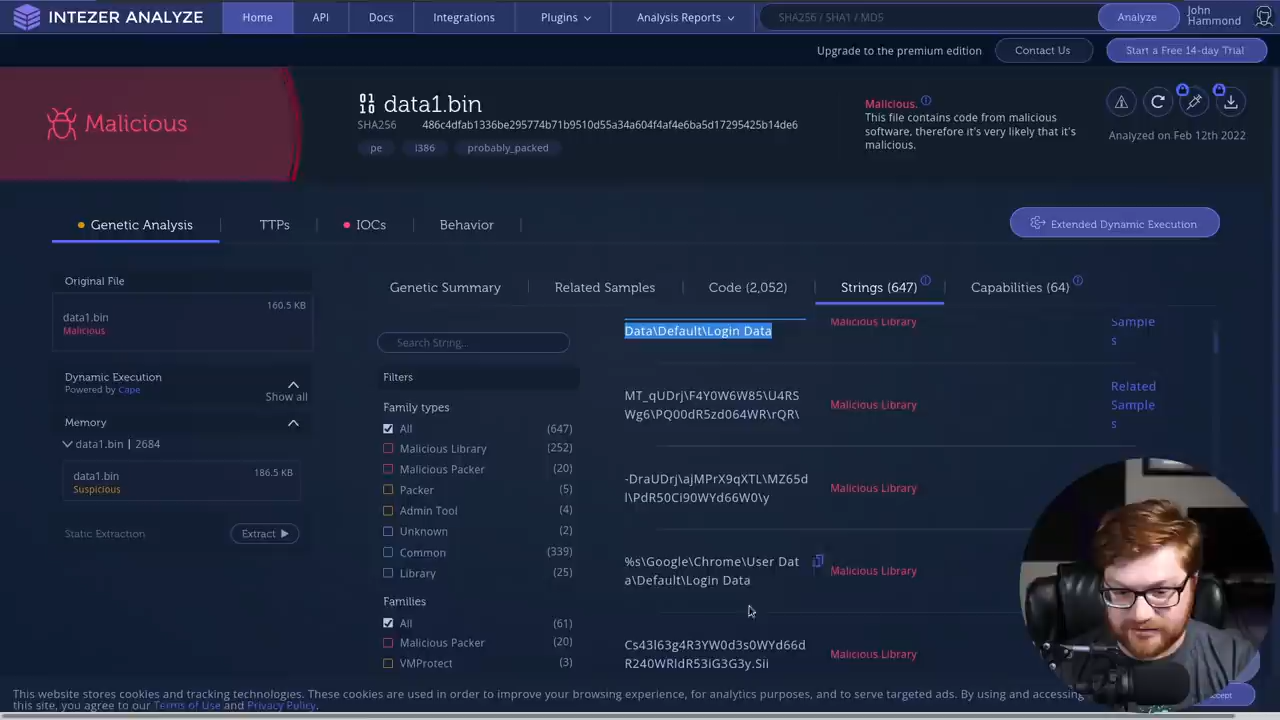 INTEZER ANALYZE
Home
API
Docs
Integrations
Plugins
Analysis Reports
SHA256 / SHA1 / MD5
Analyze
John
Hammond
Upgrade to the premium edition
Contact Us
Start a Free 14-day Trial
Malicious
data1.bin
SHA256 486c4dfab1336be295774b71b9510d55a34a604f4af4e6ba5d17295425b14de6
pe
i386
probably_packed
Malicious.
This file contains code from malicious
software, therefore it's very likely that it's
malicious.
Analyzed on Feb 12th 2022
Genetic Analysis
TTPs
IOCs
Behavior
Extended Dynamic Execution
Original File
160.5 KB
data1.bin
Malicious
Dynamic Execution
Powered by Cape
Show all
Memory
data1.bin | 2684
186.5 KB
data1.bin
Suspicious
Static Extraction
Extract
Genetic Summary
Related Samples
Code (2,052)
Strings (647)
Capabilities (64)
Search String...
Filters
Family types
All (647)
Malicious Library (252)
Malicious Packer (20)
Packer (5)
Admin Tool (4)
Unknown (2)
Common (339)
Library (25)
Families
All (61)
Malicious Packer (20)
VMProtect (3)
Data\Default\Login Data
Malicious Library
Sample
s
MT_qUDrj\F4Y0W6W85\U4RS
Wg6\PQ00dR5zd064WR\rQR\
Malicious Library
Related
Sample
s
-DraUDrj\ajMPrX9qXTL\MZ65d
l\PdR50Ci90WYd66W0\y
Malicious Library
%s\Google\Chrome\User Dat
a\Default\Login Data
Malicious Library
Cs43l63g4R3YW0d3s0WYd66d
R240WRldR53iG3G3y.Sii
Malicious Library
This website stores cookies and tracking technologies. These cookies are used in order to improve your browsing experience, for analytics purposes, and to serve targeted ads. By using and accessing
this site, you agree to our Terms of Use and Privacy Policy.